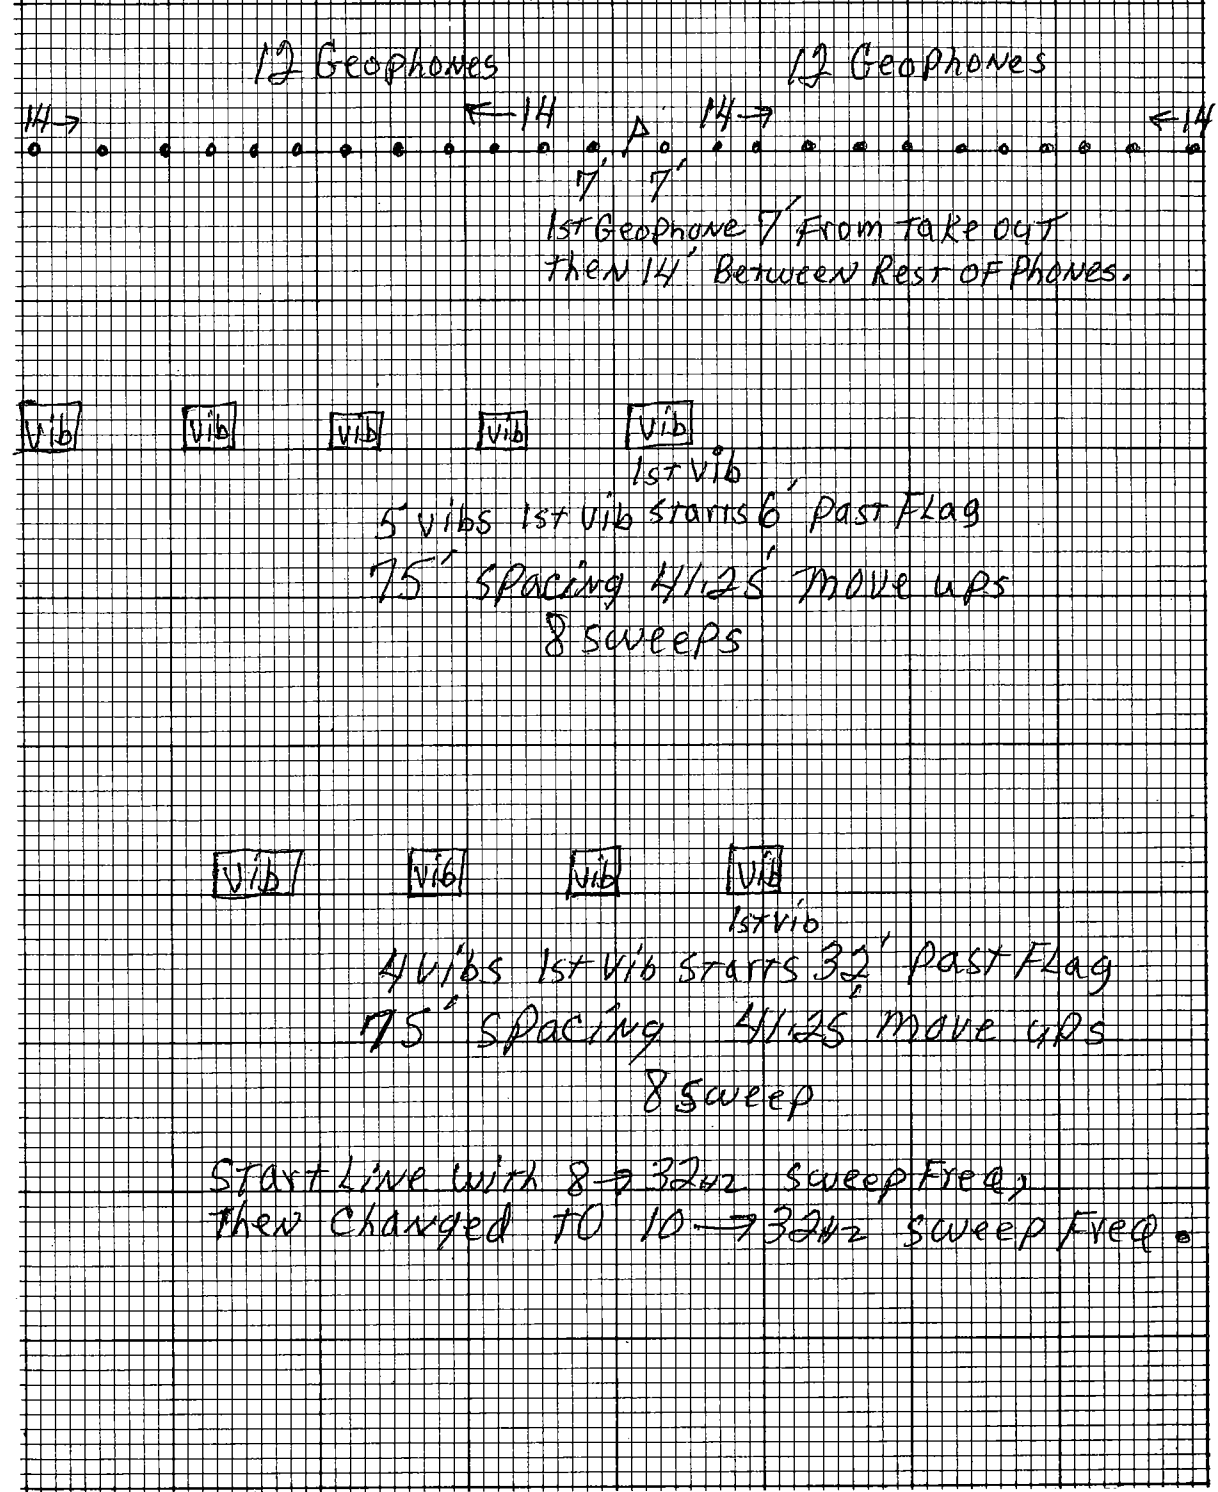 12 Geophones 12 Geophones
14→ ←14 14→ ←14
7' 7'
1st Geophone 7' From Take out
then 14' Between Rest of Phones.
Vib Vib Vib Vib Vib
1st Vib
5 Vibs 1st Vib starts 6' Past Flag
75' spacing 41.25' move ups
8 sweeps
Vib Vib Vib Vib
1st Vib
4 Vibs 1st Vib starts 32' Past Flag
75' spacing 41.25' move ups
8 sweep
Start Line with 8→32Hz sweep Freq,
Then Changed to 10→32Hz sweep Freq.